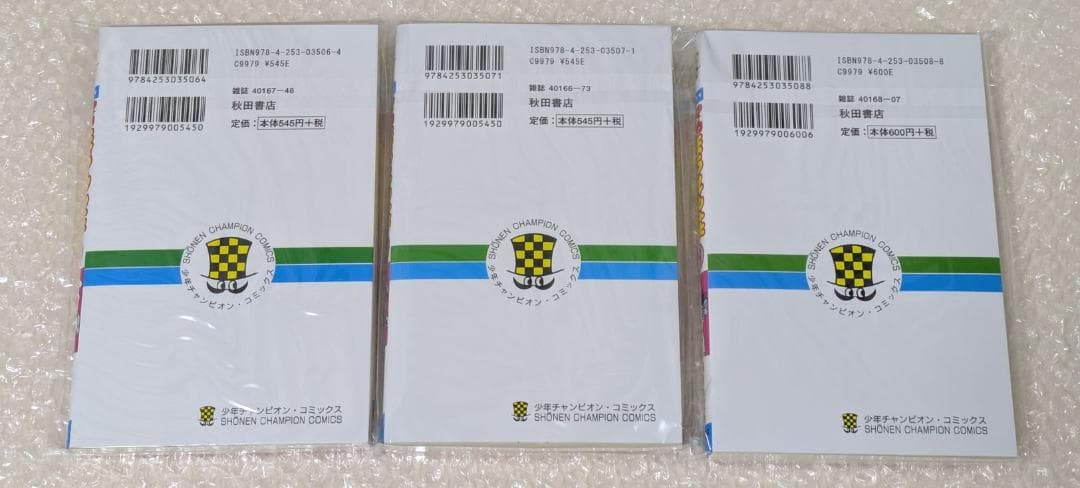 ISBN978-4-253-03506-4
C9979 ¥545E
9784253035064
雑誌 40167-48
秋田書店
定価：本体545円+税
1929979005450
SHŌNEN CHAMPION COMICS
少年チャンピオン・コミックス
少年チャンピオン・コミックス
SHŌNEN CHAMPION COMICS
ISBN978-4-253-03507-1
C9979 ¥545E
9784253035071
雑誌 40166-73
秋田書店
定価：本体545円+税
1929979005450
SHŌNEN CHAMPION COMICS
少年チャンピオン・コミックス
少年チャンピオン・コミックス
SHŌNEN CHAMPION COMICS
ISBN978-4-253-03508-8
C9979 ¥600E
9784253035088
雑誌 40168-07
秋田書店
定価：本体600円+税
1929979006006
SHŌNEN CHAMPION COMICS
少年チャンピオン・コミックス
少年チャンピオン・コミックス
SHŌNEN CHAMPION COMICS